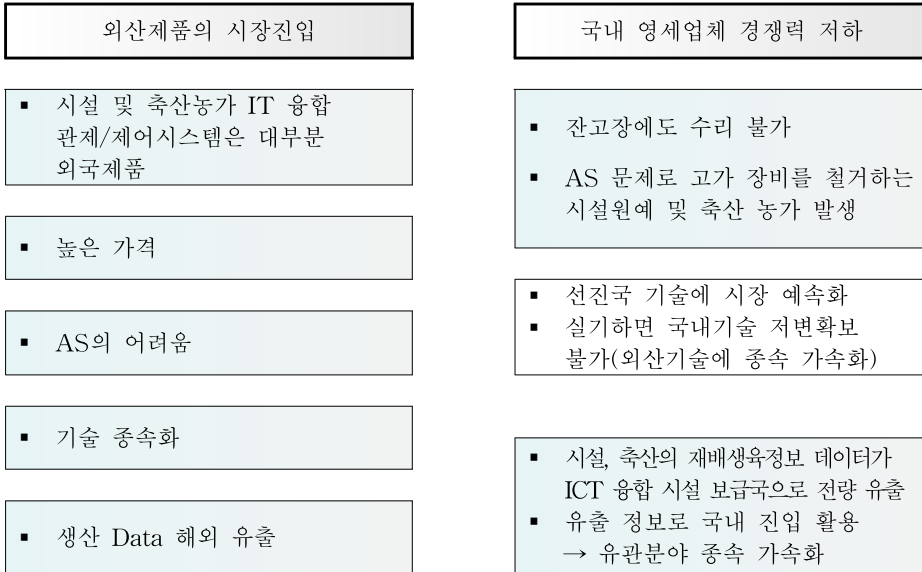 외산제품의 시장진입
▪ 시설 및 축산농가 IT 융합
관제/제어시스템은 대부분
외국제품
▪ 높은 가격
▪ AS의 어려움
▪ 기술 종속화
▪ 생산 Data 해외 유출
국내 영세업체 경쟁력 저하
▪ 잔고장에도 수리 불가
▪ AS 문제로 고가 장비를 철거하는
시설원예 및 축산 농가 발생
▪ 선진국 기술에 시장 예속화
▪ 실기하면 국내기술 저변확보
불가(외산기술에 종속 가속화)
▪ 시설, 축산의 재배생육정보 데이터가
ICT 융합 시설 보급국으로 전량 유출
▪ 유출 정보로 국내 진입 활용
→ 유관분야 종속 가속화